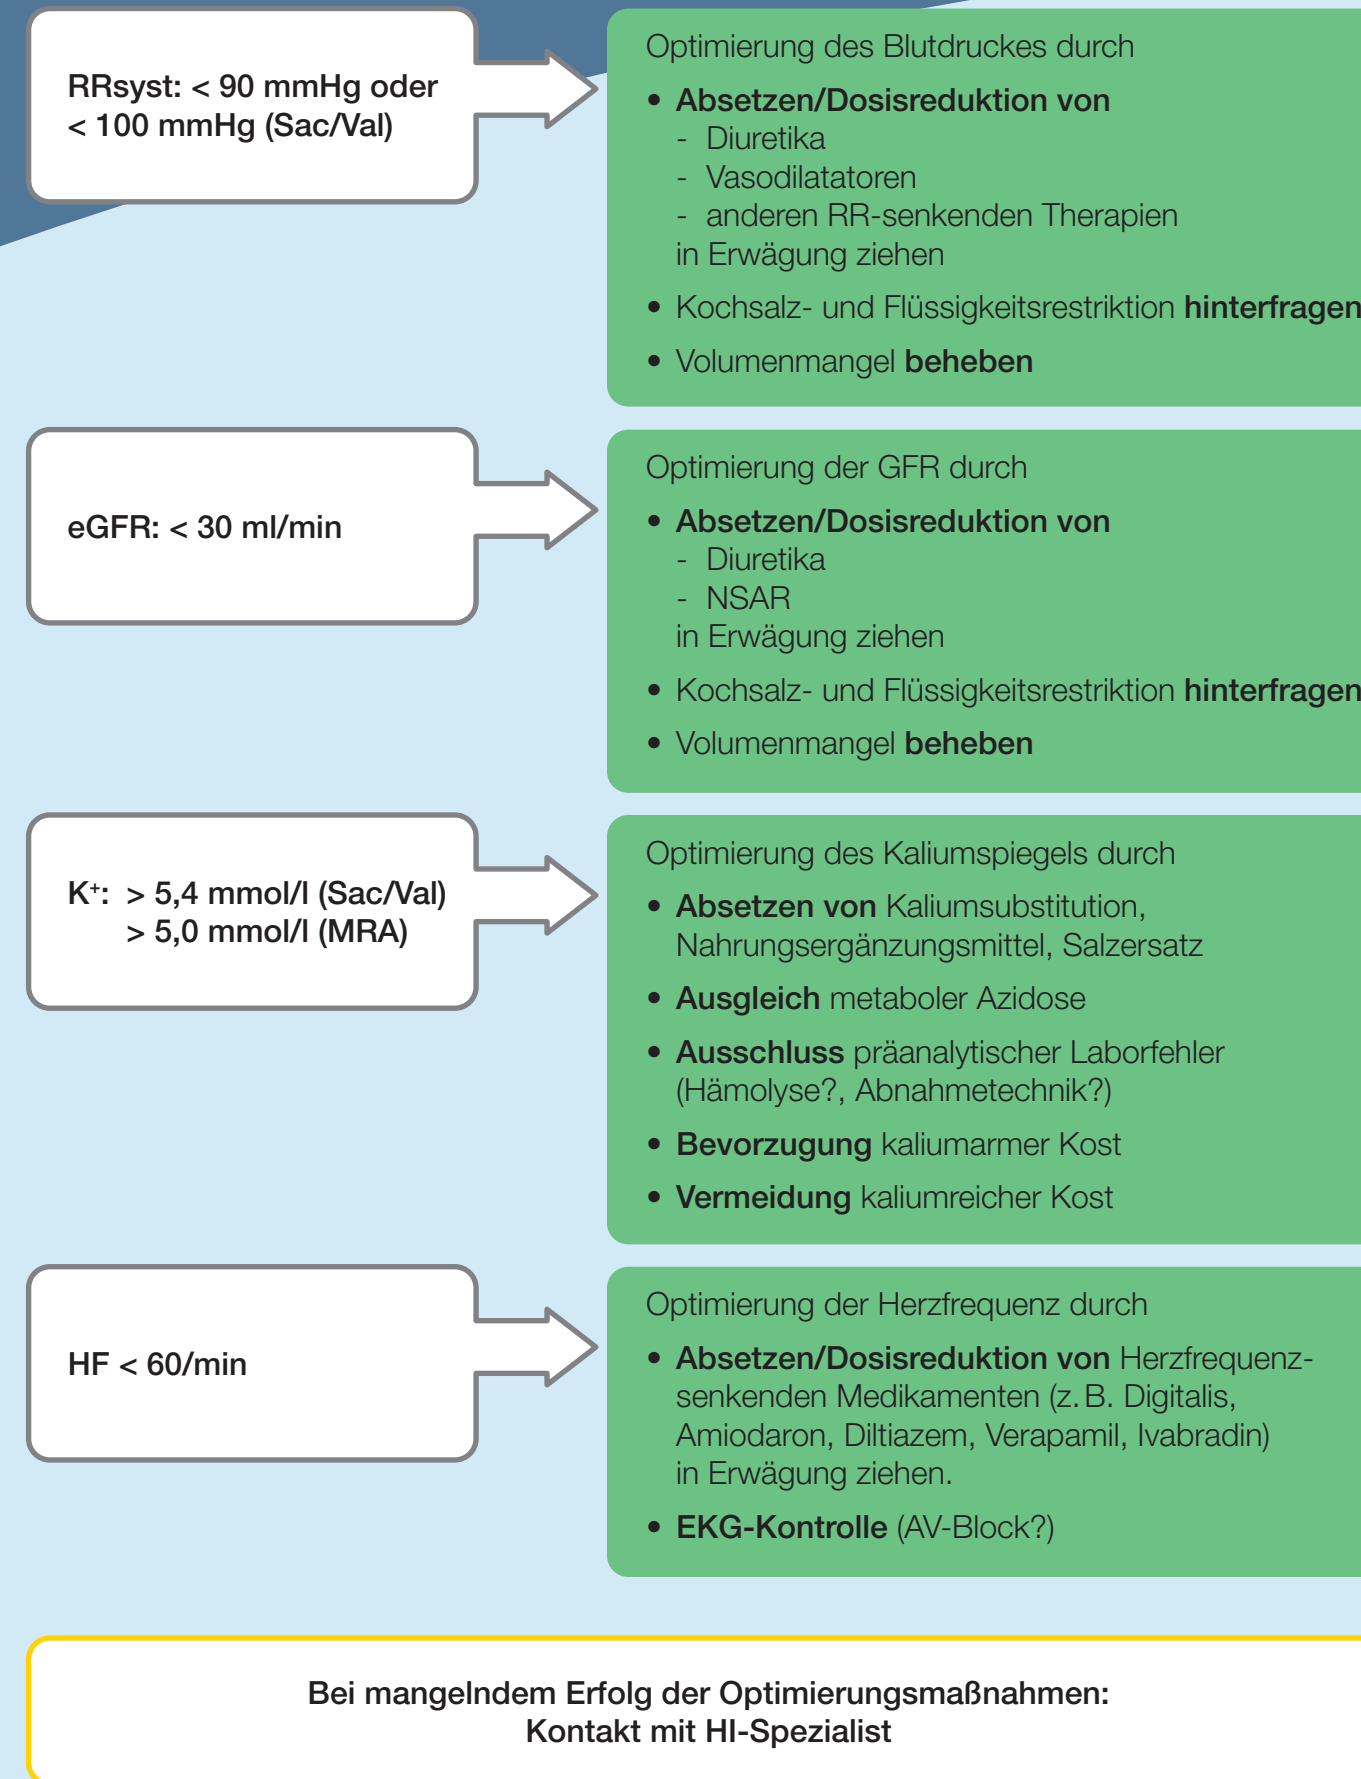 RRsyst: < 90 mmHg oder
< 100 mmHg (Sac/Val)
Optimierung des Blutdruckes durch
• Absetzen/Dosisreduktion von
- Diuretika
- Vasodilatatoren
- anderen RR-senkenden Therapien
in Erwägung ziehen
• Kochsalz- und Flüssigkeitsrestriktion hinterfragen
• Volumenmangel beheben
eGFR: < 30 ml/min
Optimierung der GFR durch
• Absetzen/Dosisreduktion von
- Diuretika
- NSAR
in Erwägung ziehen
• Kochsalz- und Flüssigkeitsrestriktion hinterfragen
• Volumenmangel beheben
K⁺: > 5,4 mmol/l (Sac/Val)
> 5,0 mmol/l (MRA)
Optimierung des Kaliumspiegels durch
• Absetzen von Kaliumsubstitution,
Nahrungsergänzungsmittel, Salzersatz
• Ausgleich metaboler Azidose
• Ausschluss präanalytischer Laborfehler
(Hämolyse?, Abnahmetechnik?)
• Bevorzugung kaliumarmer Kost
• Vermeidung kaliumreicher Kost
HF < 60/min
Optimierung der Herzfrequenz durch
• Absetzen/Dosisreduktion von Herzfrequenz-
senkenden Medikamenten (z. B. Digitalis,
Amiodaron, Diltiazem, Verapamil, Ivabradin)
in Erwägung ziehen.
• EKG-Kontrolle (AV-Block?)
Bei mangelndem Erfolg der Optimierungsmaßnahmen:
Kontakt mit HI-Spezialist